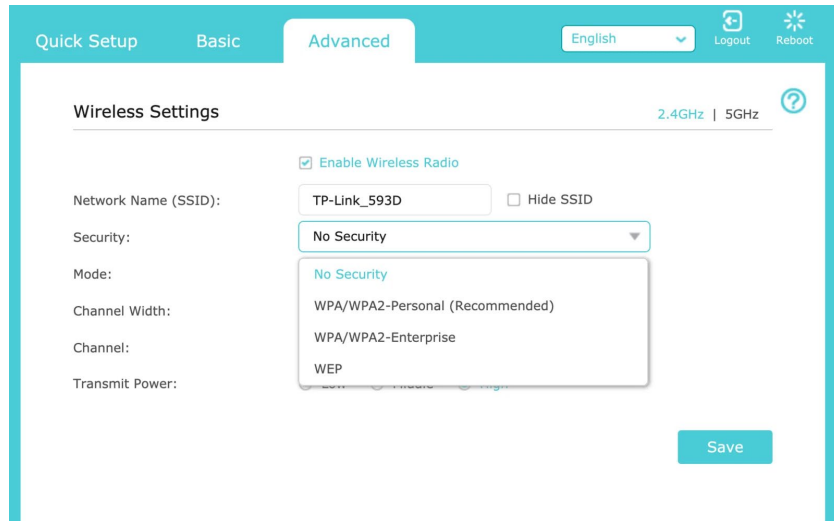 Quick Setup Basic Advanced English Logout Reboot
Wireless Settings 2.4GHz | 5GHz
Enable Wireless Radio
Network Name (SSID): TP-Link_593D Hide SSID
Security: No Security
Mode: No Security
WPA/WPA2-Personal (Recommended)
Channel Width:
WPA/WPA2-Enterprise
Channel:
WEP
Transmit Power:
Save